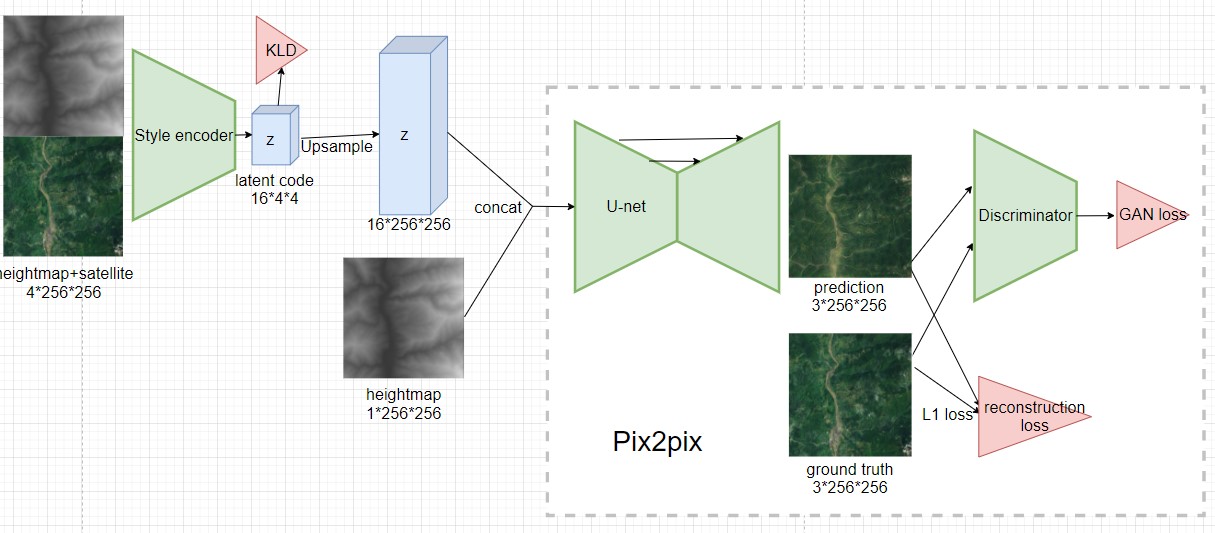 KLD
Style encoder
z
Upsample
z
latent code
16*4*4
16*256*256
heightmap+satellite
4*256*256
concat
heightmap
1*256*256
U-net
prediction
3*256*256
Discriminator
GAN loss
L1 loss
reconstruction
loss
Pix2pix
ground truth
3*256*256